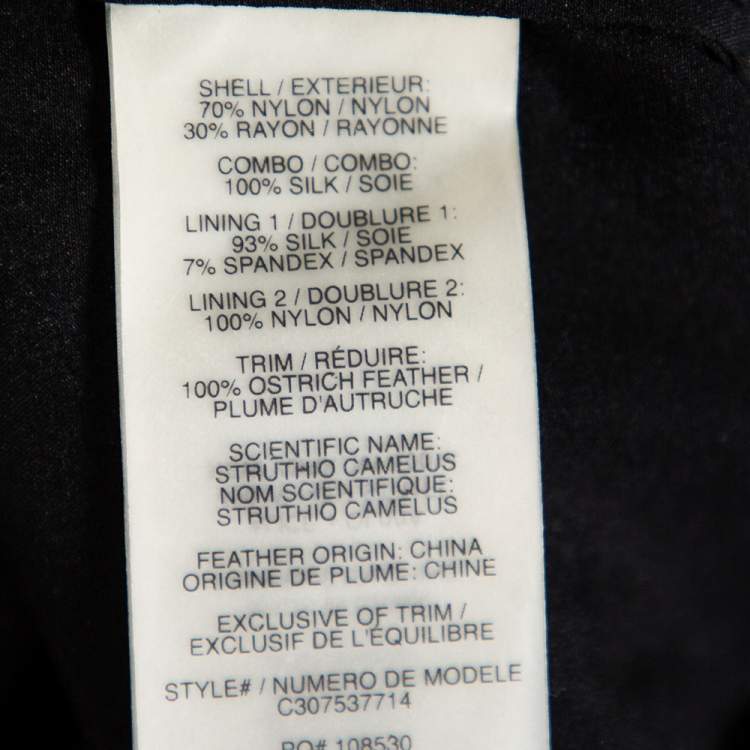 SHELL / EXTERIEUR:
70% NYLON / NYLON
30% RAYON / RAYONNE
COMBO / COMBO:
100% SILK / SOIE
LINING 1 / DOUBLURE 1:
93% SILK / SOIE
7% SPANDEX / SPANDEX
LINING 2 / DOUBLURE 2:
100% NYLON / NYLON
TRIM / RÉDUIRE:
100% OSTRICH FEATHER /
PLUME D'AUTRUCHE
SCIENTIFIC NAME:
STRUTHIO CAMELUS
NOM SCIENTIFIQUE:
STRUTHIO CAMELUS
FEATHER ORIGIN: CHINA
ORIGINE DE PLUME: CHINE
EXCLUSIVE OF TRIM /
EXCLUSIF DE L'ÉQUILIBRE
STYLE# / NUMERO DE MODELE
C307537714
PO# 108530